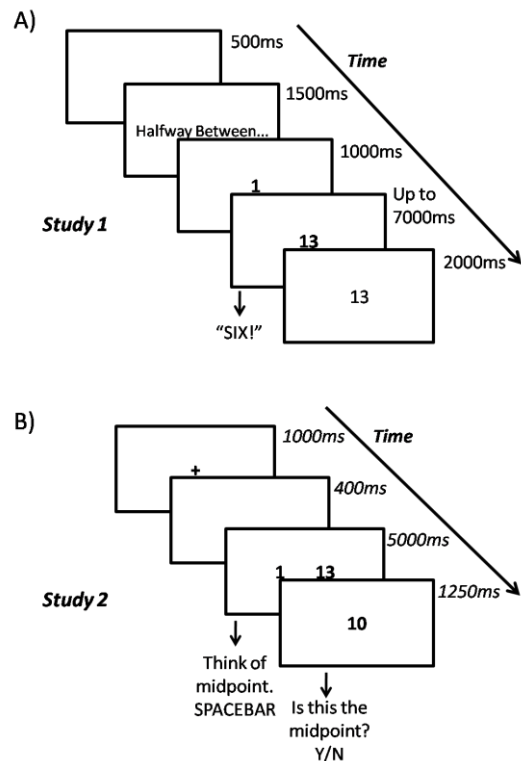 A)
500ms
Time
1500ms
Halfway Between...
1000ms
1
Up to
7000ms
Study 1
13
2000ms
13
"SIX!"
B)
1000ms
Time
+
400ms
5000ms
1 13
1250ms
Study 2
10
Think of
midpoint.
SPACEBAR
Is this the
midpoint?
Y/N